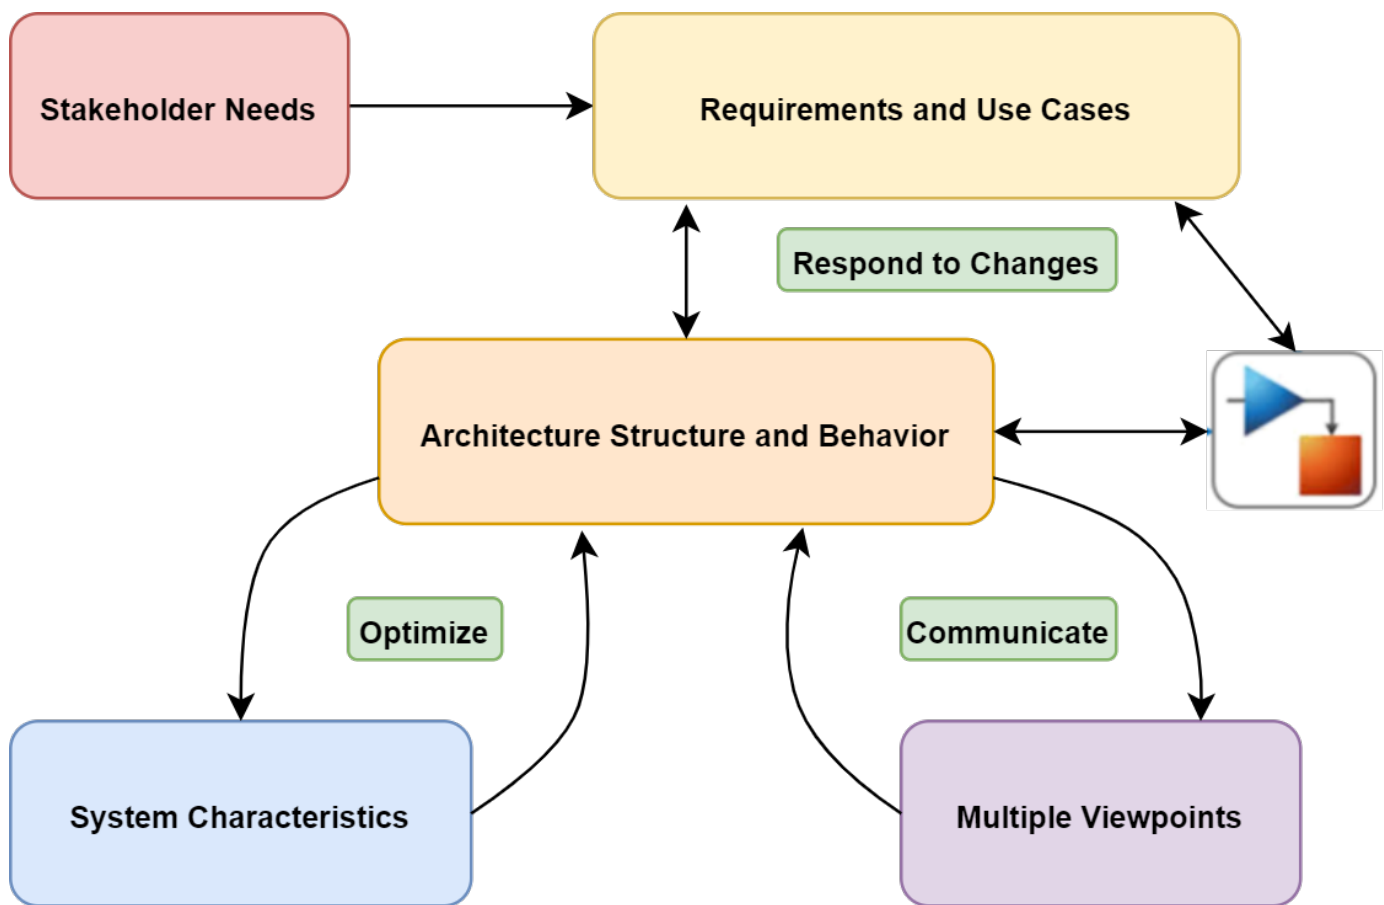 Stakeholder Needs
Requirements and Use Cases
Respond to Changes
Architecture Structure and Behavior
Optimize
Communicate
System Characteristics
Multiple Viewpoints